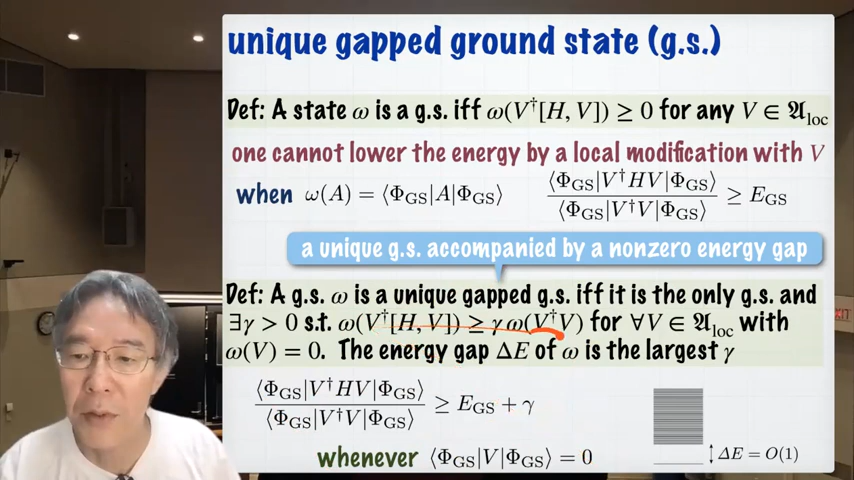 unique gapped ground state (g.s.)
Def: A state ω is a g.s. iff ω(V†[H, V]) ≥ 0 for any V ∈ 𝔄loc
one cannot lower the energy by a local modification with V
when ω(A) = ⟨ΦGS|A|ΦGS⟩ ⟨ΦGS|V†HV|ΦGS⟩ / ⟨ΦGS|V†V|ΦGS⟩ ≥ EGS
a unique g.s. accompanied by a nonzero energy gap
Def: A g.s. ω is a unique gapped g.s. iff it is the only g.s. and
∃γ > 0 s.t. ω(V†[H, V]) ≥ γ ω(V†V) for ∀V ∈ 𝔄loc with
ω(V) = 0. The energy gap ΔE of ω is the largest γ
⟨ΦGS|V†HV|ΦGS⟩ / ⟨ΦGS|V†V|ΦGS⟩ ≥ EGS + γ
whenever ⟨ΦGS|V|ΦGS⟩ = 0
ΔE = O(1)